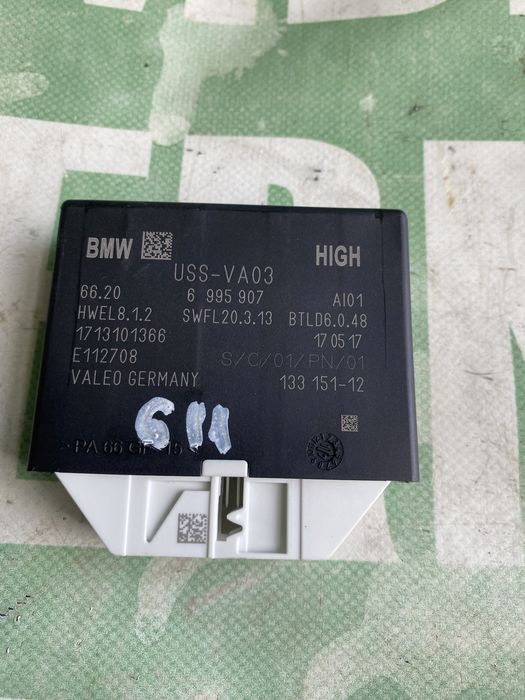 BMW HIGH
USS-VA03
66.20 6 995 907 AI01
HWEL8.1.2 SWFL20.3.13 BTLD6.0.48
1713101366 17 05 17
E112708 S/C/01/PN/01
VALEO GERMANY 133 151-12
G11